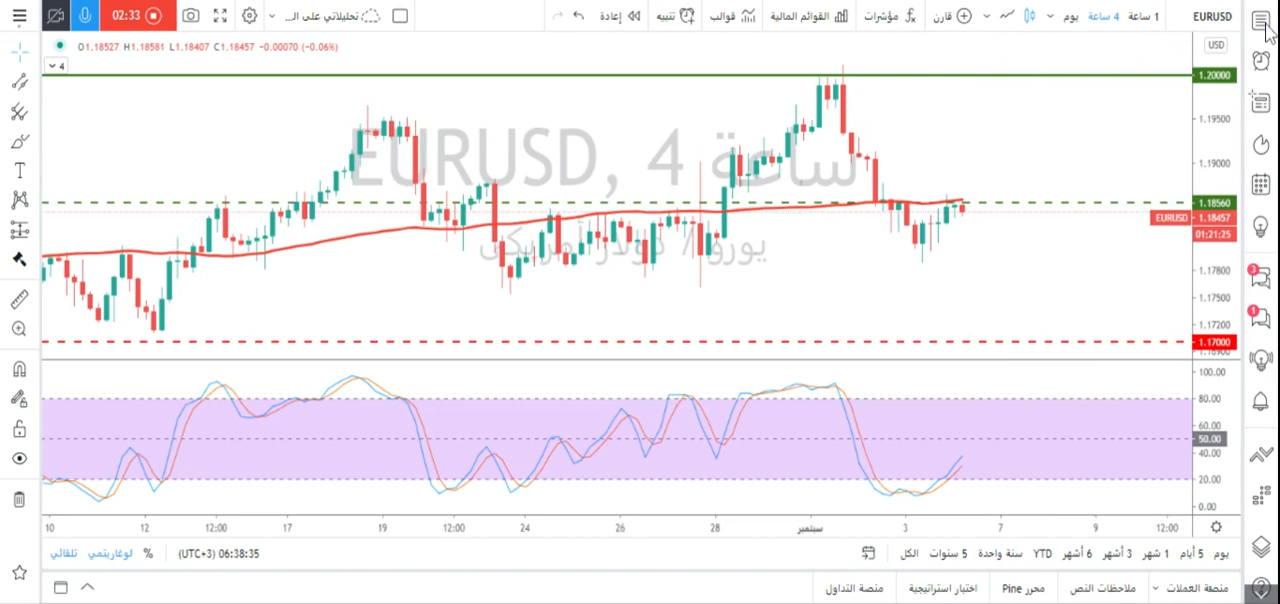 02:33
تحليلاتي على الـ...
إعادة
تنبيه
قوالب
القوائم المالية
مؤشرات
قارن
يوم
4 ساعة
1 ساعة
EURUSD
O1.18527 H1.18581 L1.18407 C1.18457 −0.00070 (−0.06%)
4
USD
EURUSD, 4 ساعة
يورو / دولار أمريكي
1.20000
1.19500
1.19000
1.18560
EURUSD 1.18457
01:21:25
1.17800
1.17500
1.17200
1.17000
1.16900
100.00
80.00
60.00
50.00
40.00
20.00
0.00
3
1
10 12 12:00 17 19 12:00 24 26 28 سبتمبر 3 7 9 12:00
تلقائي لوغاريتمي % 06:38:35 (UTC+3)
الكل 5 سنوات سنة واحدة YTD 6 أشهر 3 أشهر 1 شهر 5 أيام يوم
منصة التداول اختبار استراتيجية محرر Pine ملاحظات النص منصفة العملات